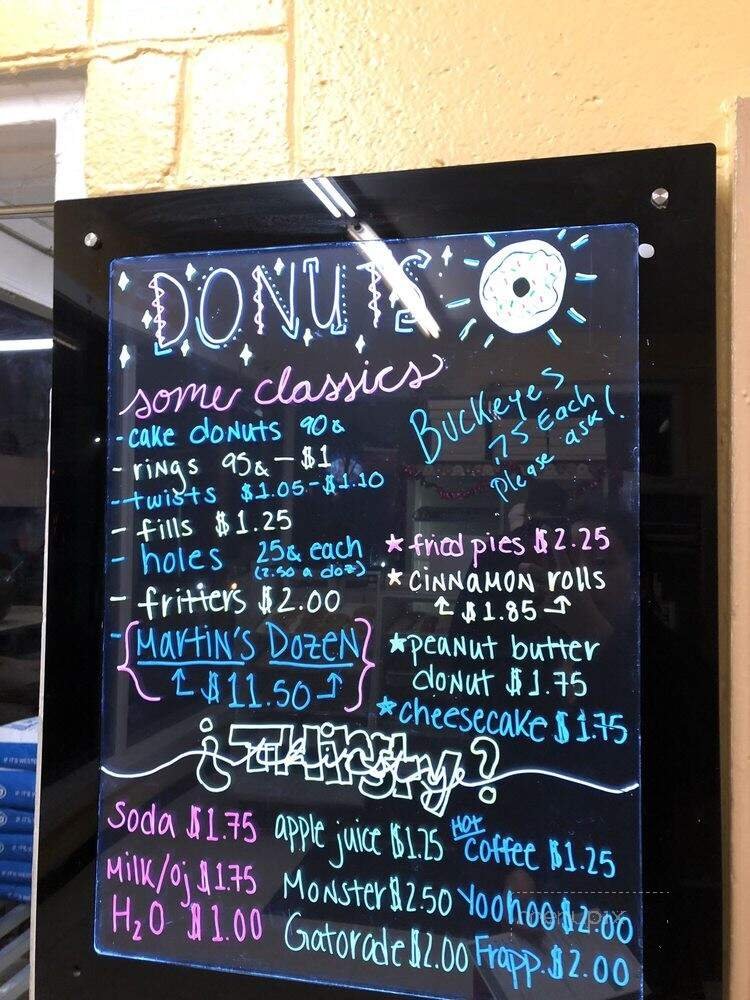 DONUTS
some classics
Buckeyes
.75 Each
Please ask!
- cake donuts 90¢
- rings 95¢ - $1
- twists $1.05-$1.10
- fills $1.25
- holes 25¢ each
(2.50 a doz)
- fritters $2.00
- {Martin's Dozen}
$11.50
★ fried pies $2.25
★ cinnamon rolls
$1.85
★ peanut butter
donut $1.75
★ cheesecake $1.75
¿Thirsty?
Soda $1.75 apple juice $1.25 HOT coffee $1.25
Milk/oj $1.75 Monster $2.50 Yoohoo $2.00
H₂O $1.00 Gatorade $2.00 Frapp. $2.00
menupix